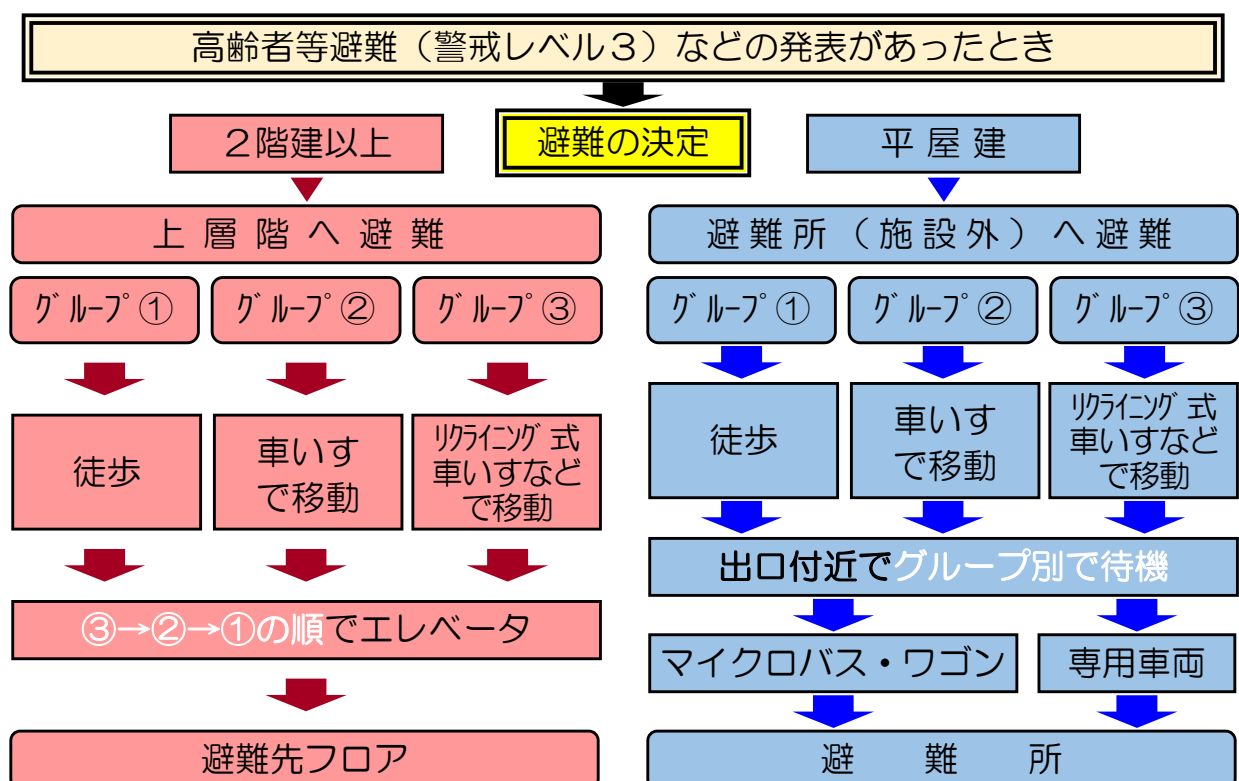 高齢者等避難（警戒レベル３）などの発表があったとき
２階建以上
避難の決定
平屋建
上層階へ避難
避難所（施設外）へ避難
ｸﾞﾙｰﾌﾟ①
ｸﾞﾙｰﾌﾟ②
ｸﾞﾙｰﾌﾟ③
ｸﾞﾙｰﾌﾟ①
ｸﾞﾙｰﾌﾟ②
ｸﾞﾙｰﾌﾟ③
徒歩
車いす
で移動
ﾘｸﾗｲﾆﾝｸﾞ式
車いすなど
で移動
徒歩
車いす
で移動
ﾘｸﾗｲﾆﾝｸﾞ式
車いすなど
で移動
出口付近でグループ別で待機
③→②→①の順でエレベータ
マイクロバス・ワゴン
専用車両
避難先フロア
避難所